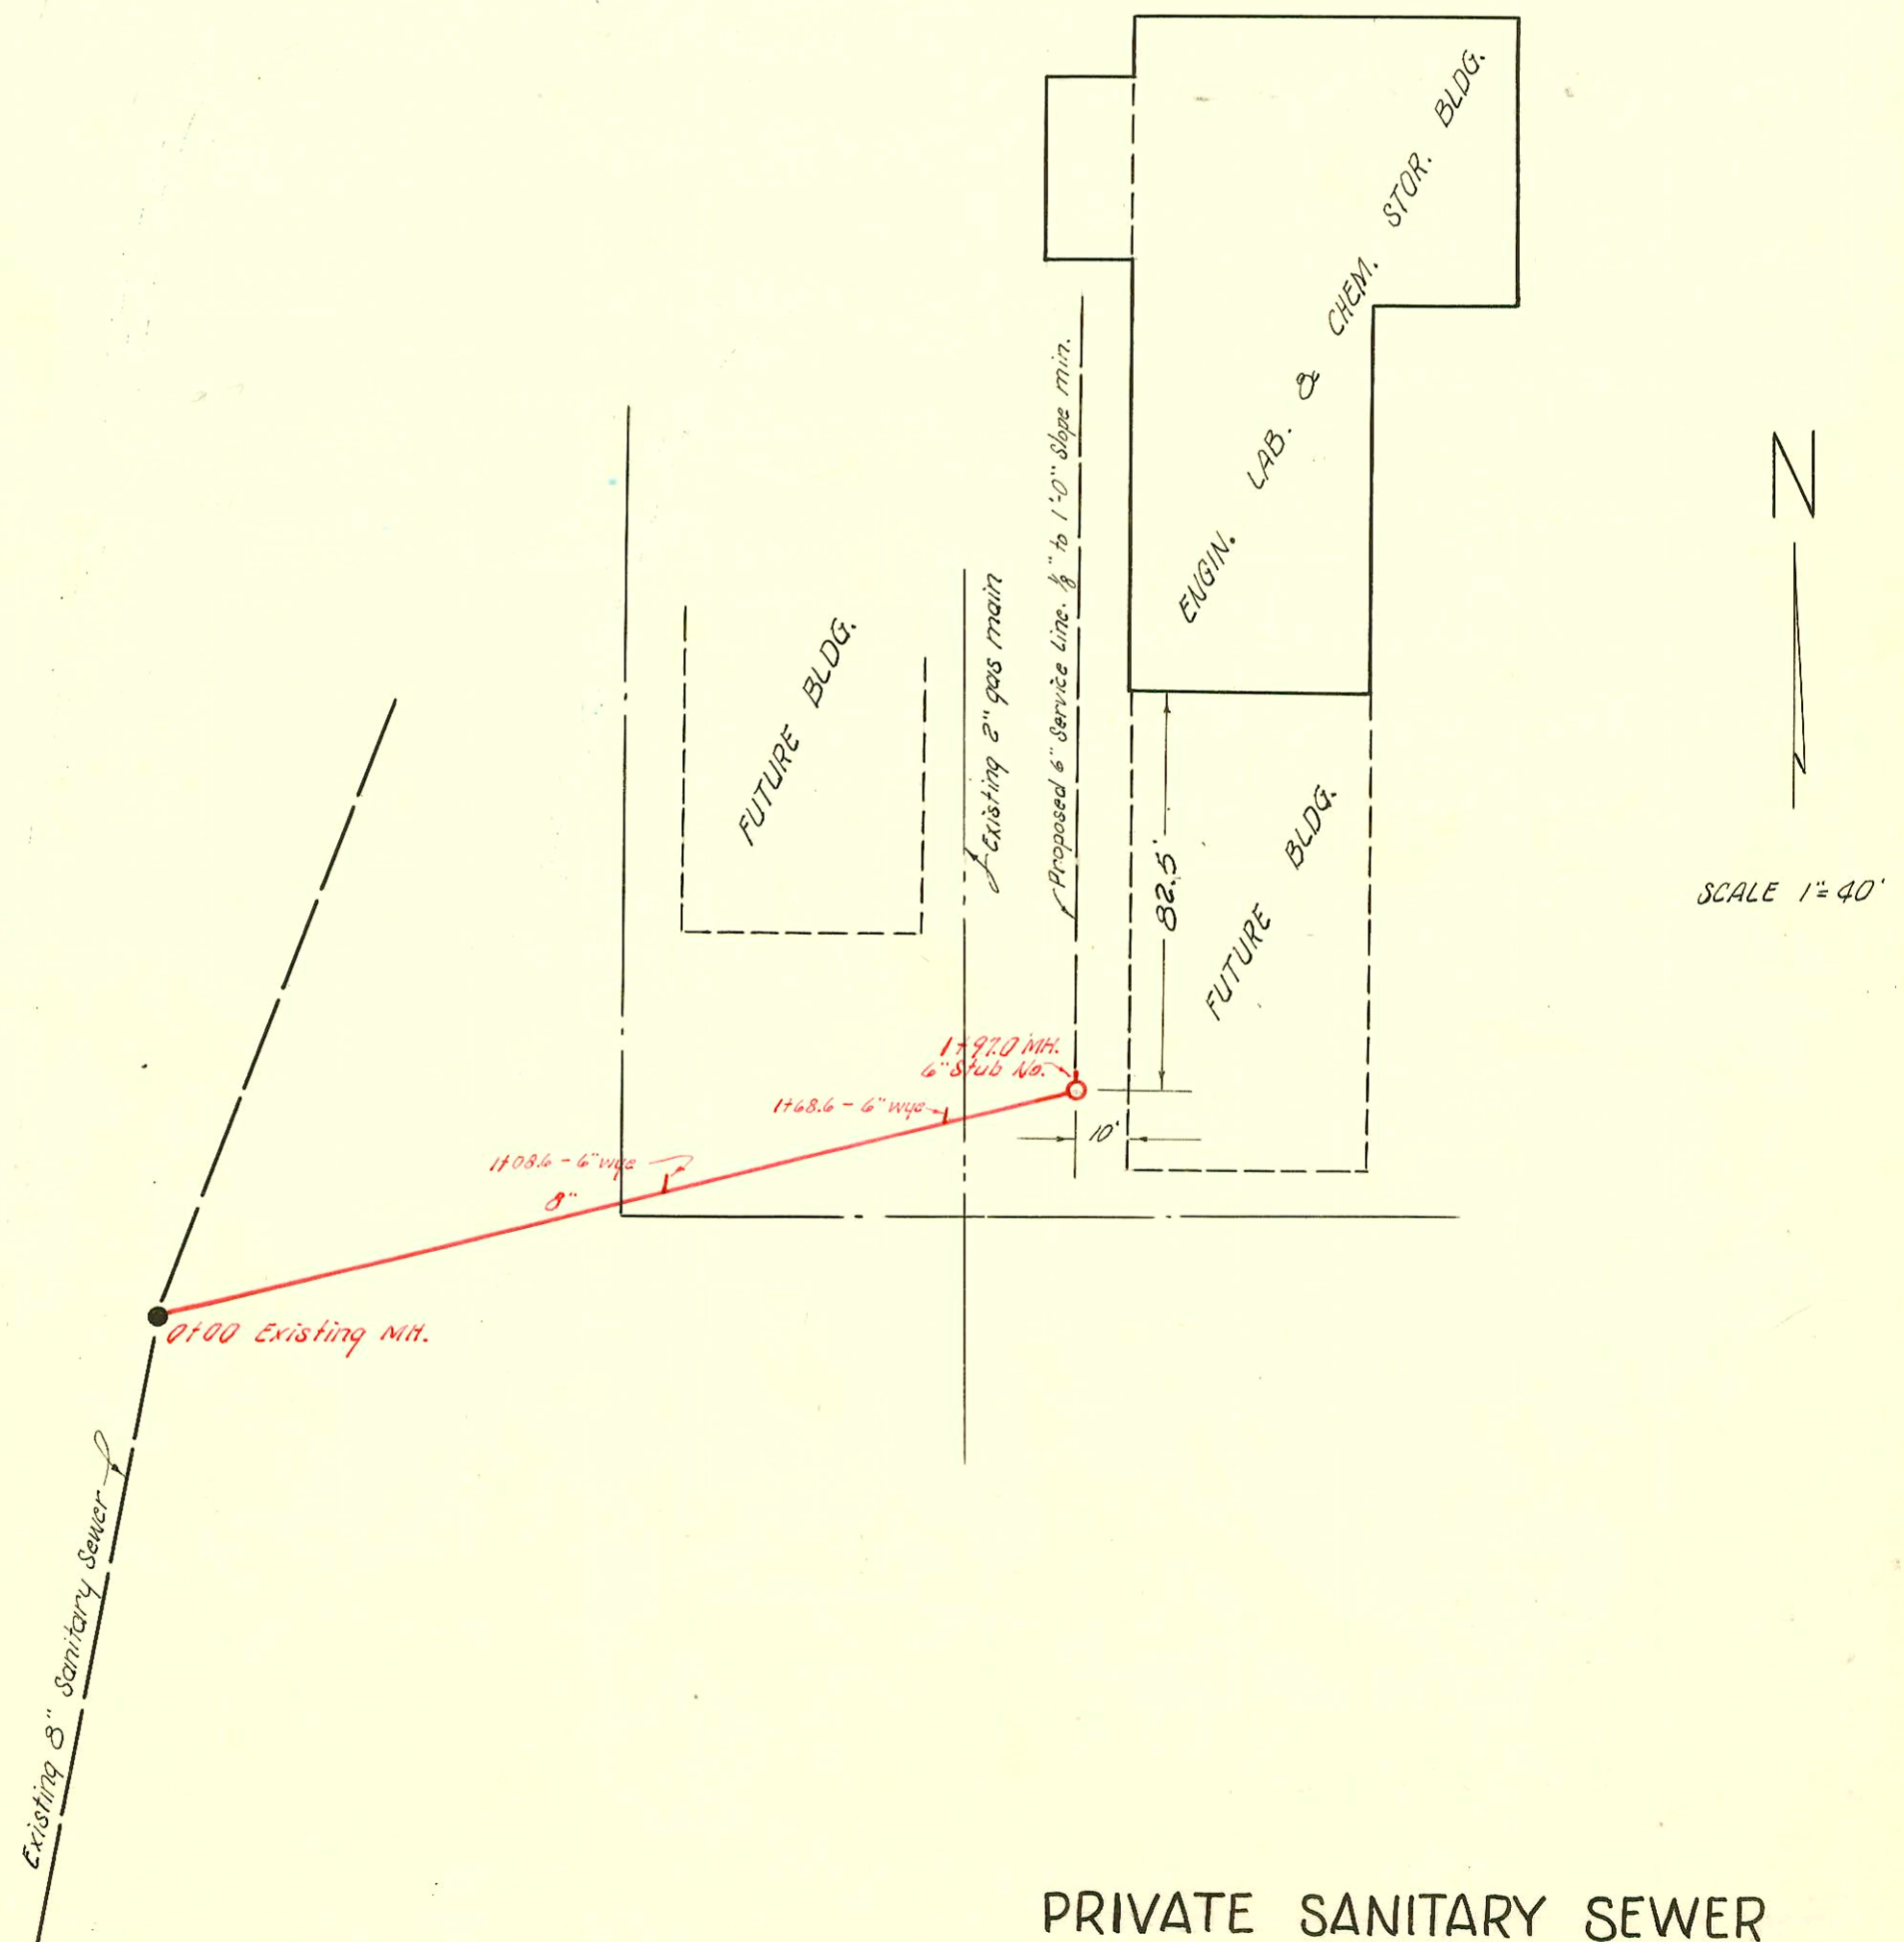 ENGIN. LAB. & CHEM. STOR. BLDG.
N
SCALE 1"=40'
FUTURE BLDG.
Existing 2" gas main
Proposed 6" Service Line. 1/8" to 1'-0" Slope min.
82.5'
FUTURE BLDG.
1+97.0 MH.
6" Stub No.
1+68.6 - 6" wye
10'
1+08.6 - 6" wye
8"
0+00 Existing MH.
Existing 8" Sanitary Sewer
PRIVATE SANITARY SEWER